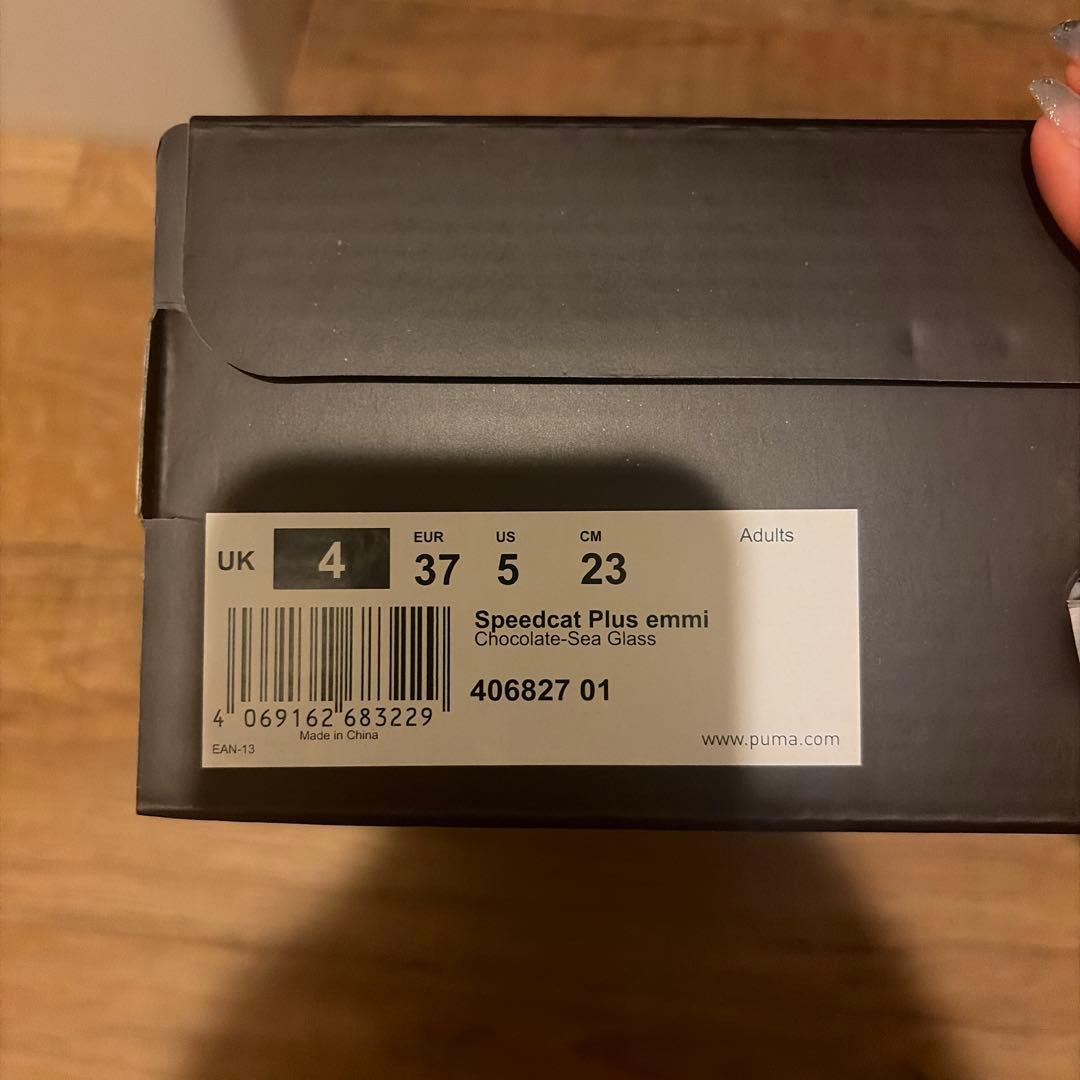 UK 4 EUR 37 US 5 CM 23 Adults
Speedcat Plus emmi
Chocolate-Sea Glass
406827 01
4 069162 683229
Made in China
EAN-13
www.puma.com